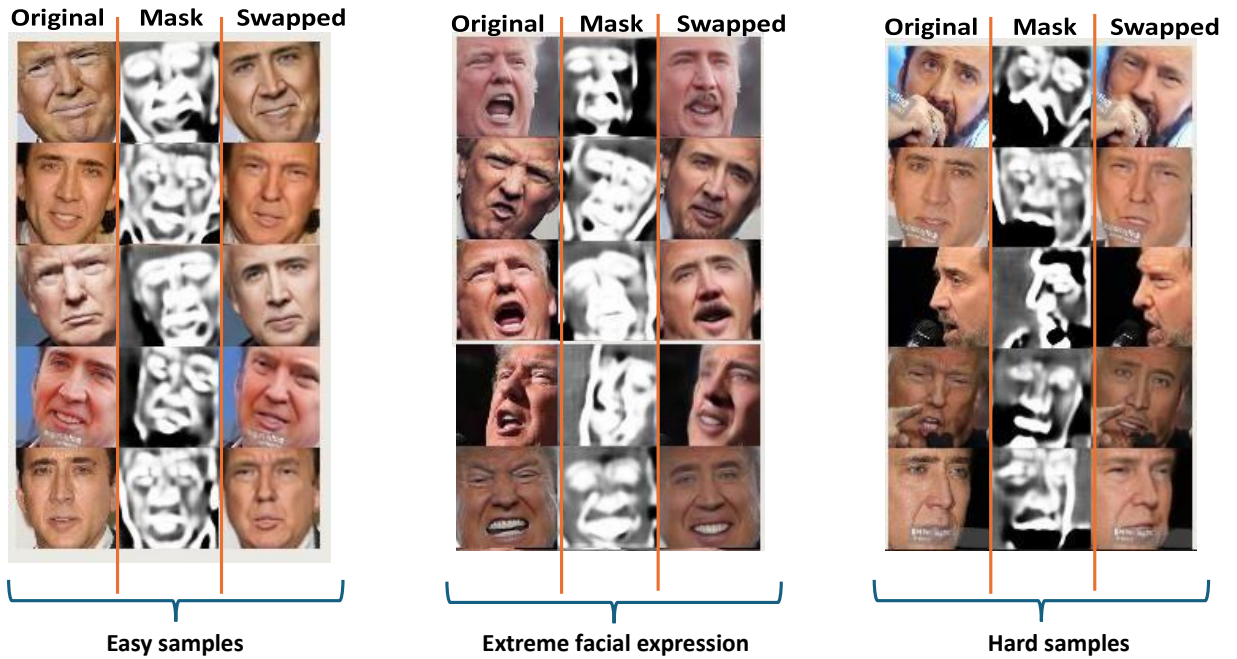 Original Mask Swapped
Original Mask Swapped
Original Mask Swapped
Easy samples
Extreme facial expression
Hard samples